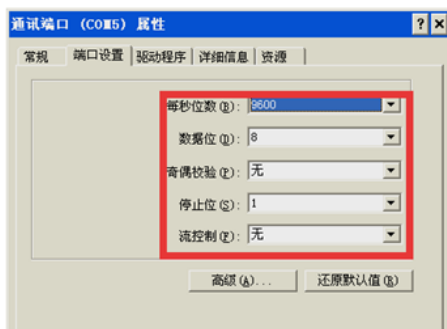 通讯端口 (COM5) 属性
常规 端口设置 驱动程序 详细信息 资源
每秒位数(B): 9600
数据位(D): 8
奇偶校验(P): 无
停止位(S): 1
流控制(F): 无
高级(A)... 还原默认值(R)